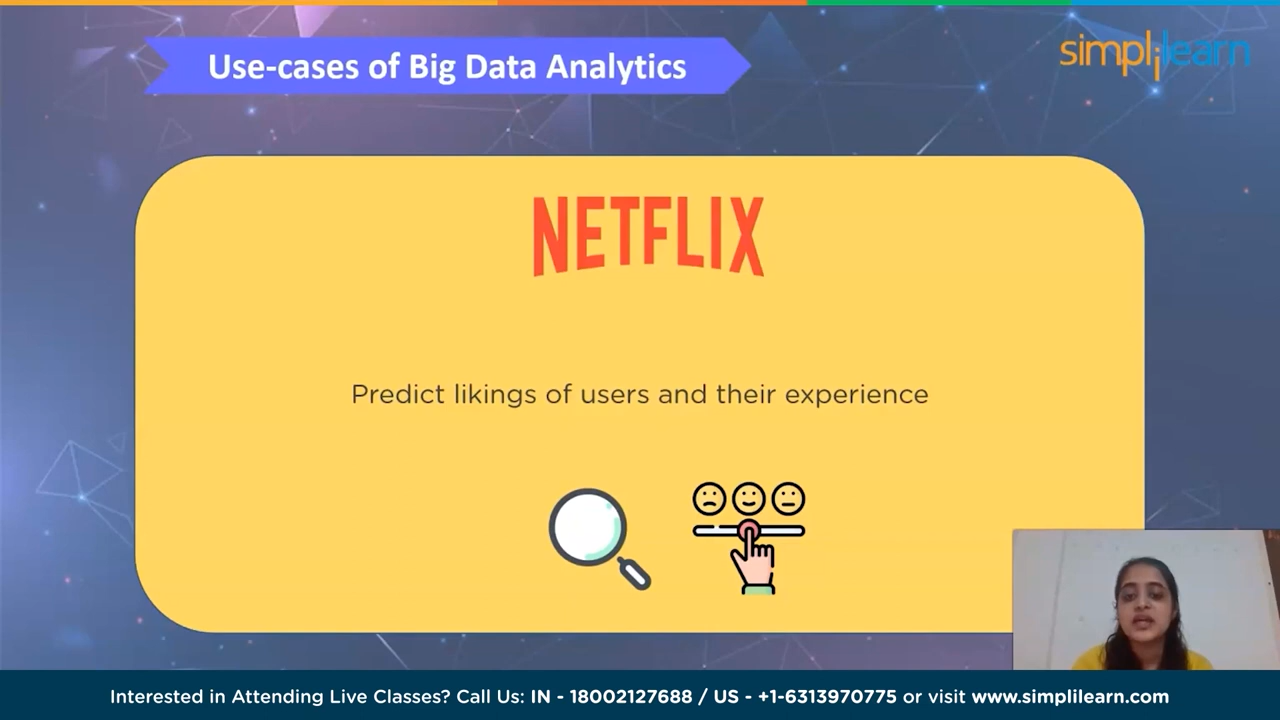 Use-cases of Big Data Analytics
simplilearn
NETFLIX
Predict likings of users and their experience
Interested in Attending Live Classes? Call Us: IN - 18002127688 / US - +1-6313970775 or visit www.simplilearn.com